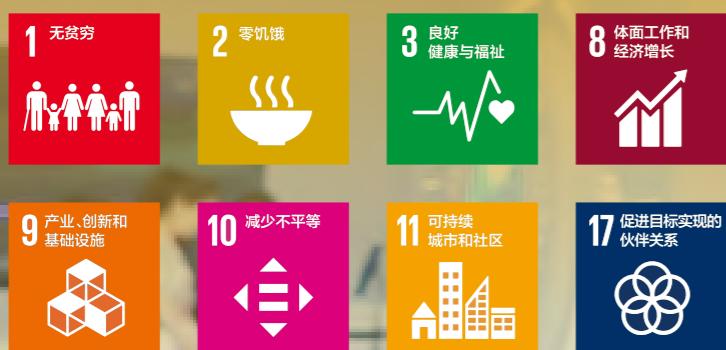 1 无贫穷
2 零饥饿
3 良好
健康与福祉
8 体面工作和
经济增长
9 产业、创新和
基础设施
10 减少不平等
11 可持续
城市和社区
17 促进目标实现的
伙伴关系